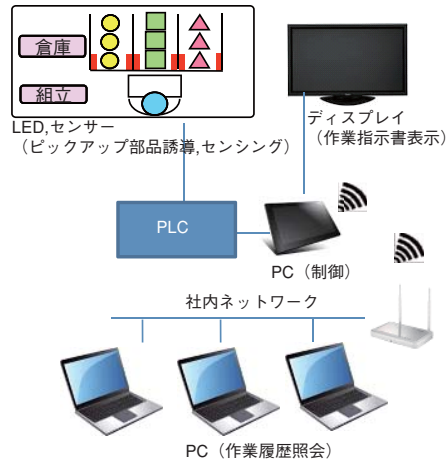 倉庫
組立
LED,センサー
（ピックアップ部品誘導,センシング）
ディスプレイ
（作業指示書表示）
PLC
PC（制御）
社内ネットワーク
PC（作業履歴照会）